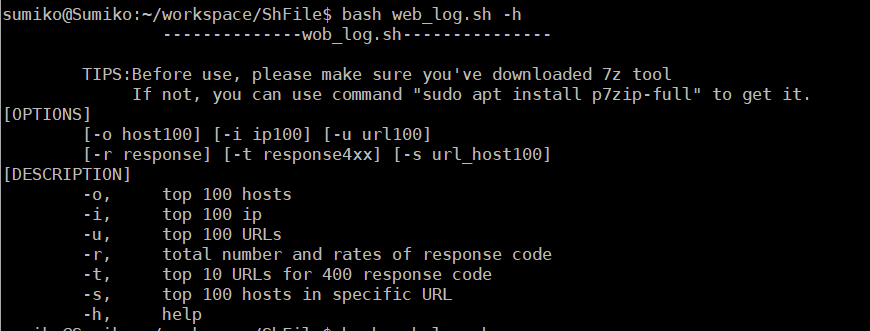 sumiko@Sumiko:~/workspace/ShFile$ bash web_log.sh -h
--------------wob_log.sh---------------
TIPS:Before use, please make sure you've downloaded 7z tool
If not, you can use command "sudo apt install p7zip-full" to get it.
[OPTIONS]
[-o host100] [-i ip100] [-u url100]
[-r response] [-t response4xx] [-s url_host100]
[DESCRIPTION]
-o, top 100 hosts
-i, top 100 ip
-u, top 100 URLs
-r, total number and rates of response code
-t, top 10 URLs for 400 response code
-s, top 100 hosts in specific URL
-h, help